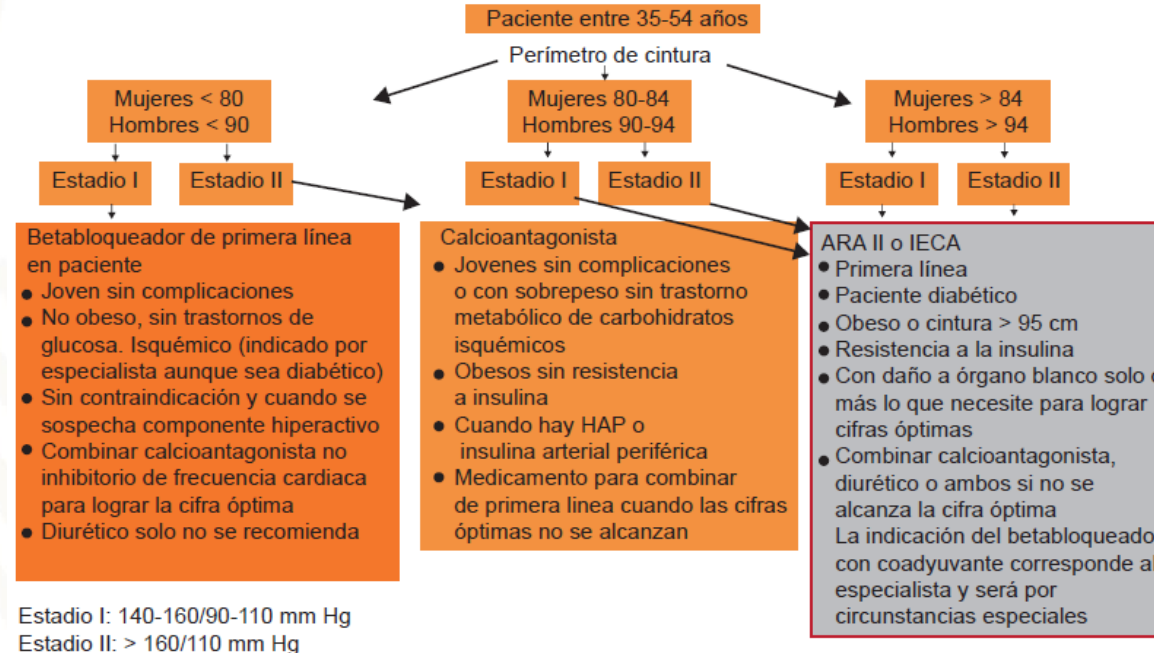 Paciente entre 35-54 años
Perímetro de cintura
Mujeres < 80
Hombres < 90
Mujeres 80-84
Hombres 90-94
Mujeres > 84
Hombres > 94
Estadio I
Estadio II
Estadio I
Estadio II
Estadio I
Estadio II
Betabloqueador de primera línea
en paciente
● Joven sin complicaciones
● No obeso, sin trastornos de
glucosa. Isquémico (indicado por
especialista aunque sea diabético)
● Sin contraindicación y cuando se
sospecha componente hiperactivo
● Combinar calcioantagonista no
inhibitorio de frecuencia cardiaca
para lograr la cifra óptima
● Diurético solo no se recomienda
Calcioantagonista
● Jovenes sin complicaciones
o con sobrepeso sin trastorno
metabólico de carbohidratos
isquémicos
● Obesos sin resistencia
a insulina
● Cuando hay HAP o
insulina arterial periférica
● Medicamento para combinar
de primera linea cuando las cifras
óptimas no se alcanzan
ARA II o IECA
● Primera línea
● Paciente diabético
● Obeso o cintura > 95 cm
● Resistencia a la insulina
● Con daño a órgano blanco solo
más lo que necesite para lograr
cifras óptimas
● Combinar calcioantagonista,
diurético o ambos si no se
alcanza la cifra óptima
La indicación del betabloqueado
con coadyuvante corresponde al
especialista y será por
circunstancias especiales
Estadio I: 140-160/90-110 mm Hg
Estadio II: > 160/110 mm Hg